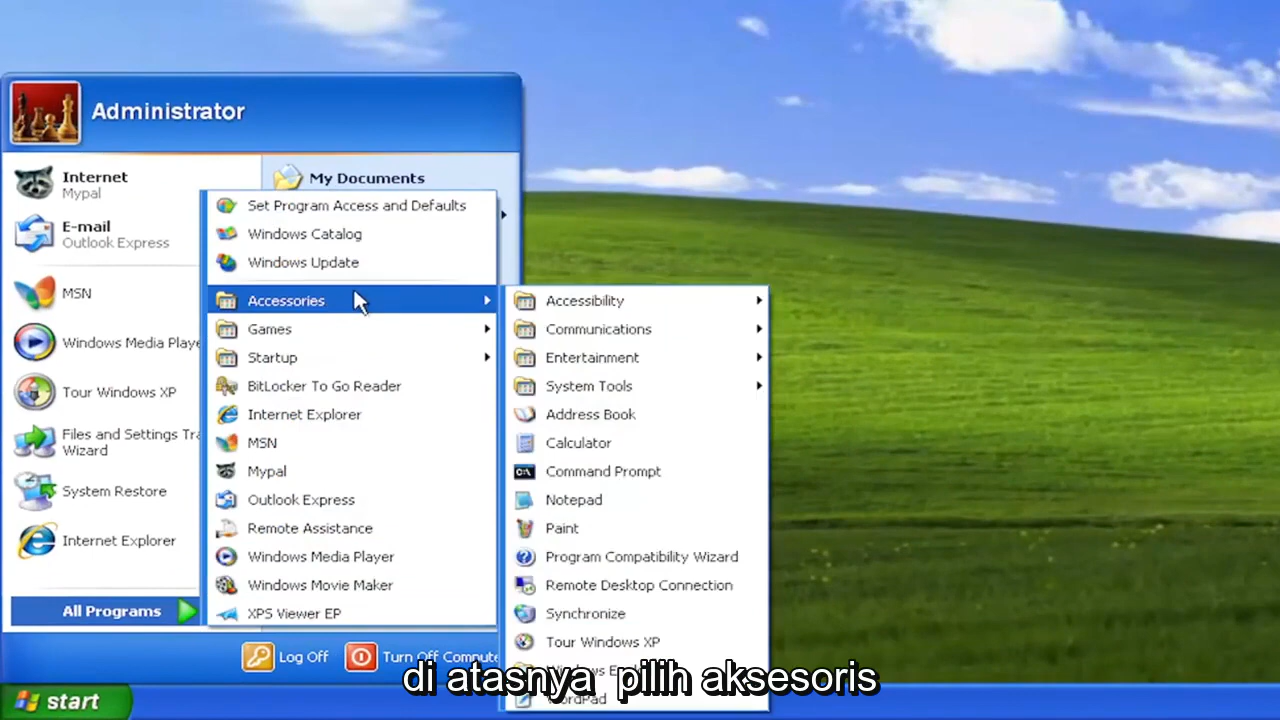 Administrator
Internet
Mypal
E-mail
Outlook Express
MSN
Windows Media Playe
Tour Windows XP
Files and Settings Tra
Wizard
System Restore
Internet Explorer
All Programs
My Documents
Set Program Access and Defaults
Windows Catalog
Windows Update
Accessories
Games
Startup
BitLocker To Go Reader
Internet Explorer
MSN
Mypal
Outlook Express
Remote Assistance
Windows Media Player
Windows Movie Maker
XPS Viewer EP
Accessibility
Communications
Entertainment
System Tools
Address Book
Calculator
C:\
Command Prompt
Notepad
Paint
Program Compatibility Wizard
Remote Desktop Connection
Synchronize
Tour Windows XP
WordPad
Log Off
Turn Off Compute
di atasnya pilih aksesoris
start